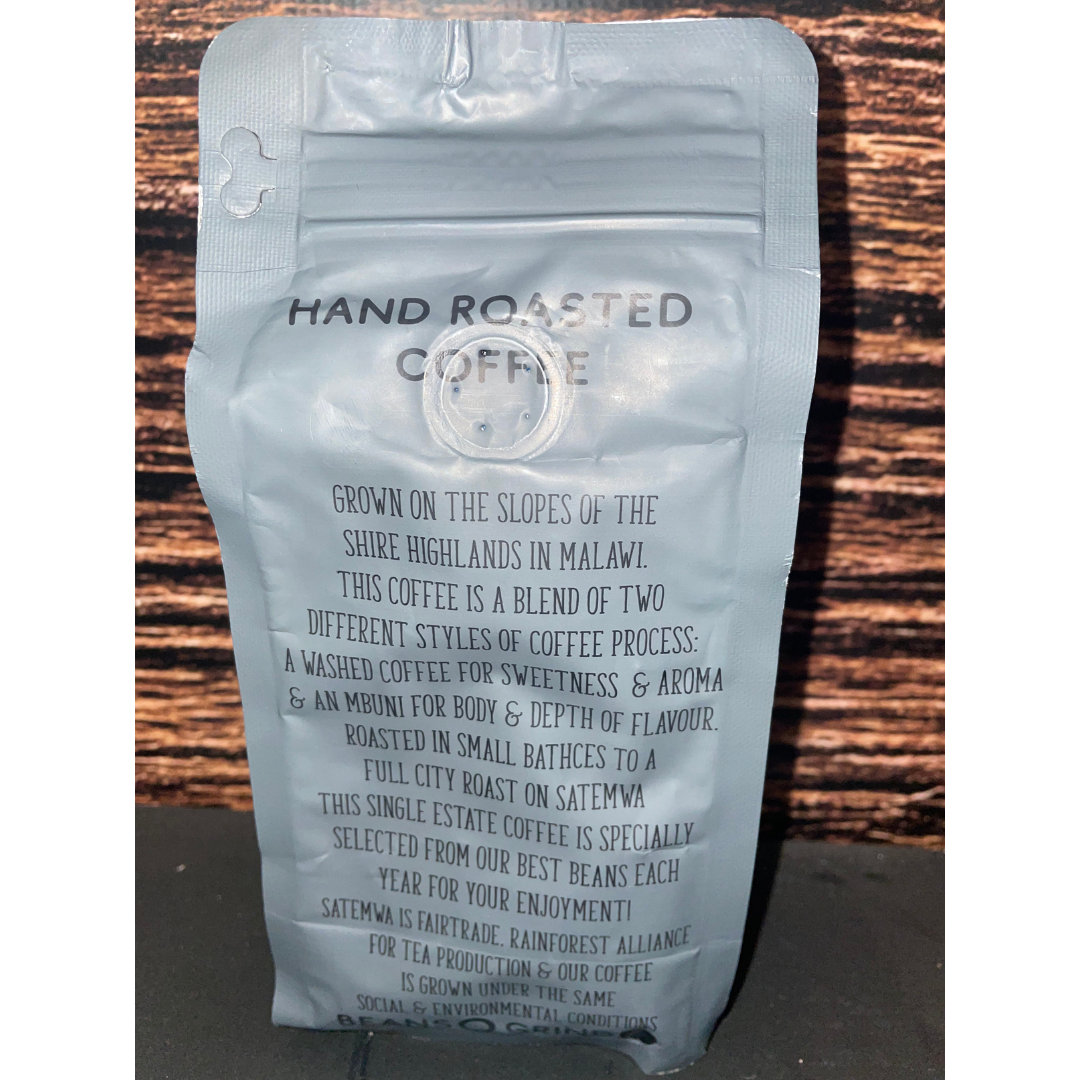 HAND ROASTED
COFFEE
GROWN ON THE SLOPES OF THE
SHIRE HIGHLANDS IN MALAWI.
THIS COFFEE IS A BLEND OF TWO
DIFFERENT STYLES OF COFFEE PROCESS:
A WASHED COFFEE FOR SWEETNESS & AROMA
& AN MBUNI FOR BODY & DEPTH OF FLAVOUR.
ROASTED IN SMALL BATHCES TO A
FULL CITY ROAST ON SATEMWA
THIS SINGLE ESTATE COFFEE IS SPECIALLY
SELECTED FROM OUR BEST BEANS EACH
YEAR FOR YOUR ENJOYMENT!
SATEMWA IS FAIRTRADE, RAINFOREST ALLIANCE
FOR TEA PRODUCTION & OUR COFFEE
IS GROWN UNDER THE SAME
SOCIAL & ENVIRONMENTAL CONDITIONS
BEANS GRIND